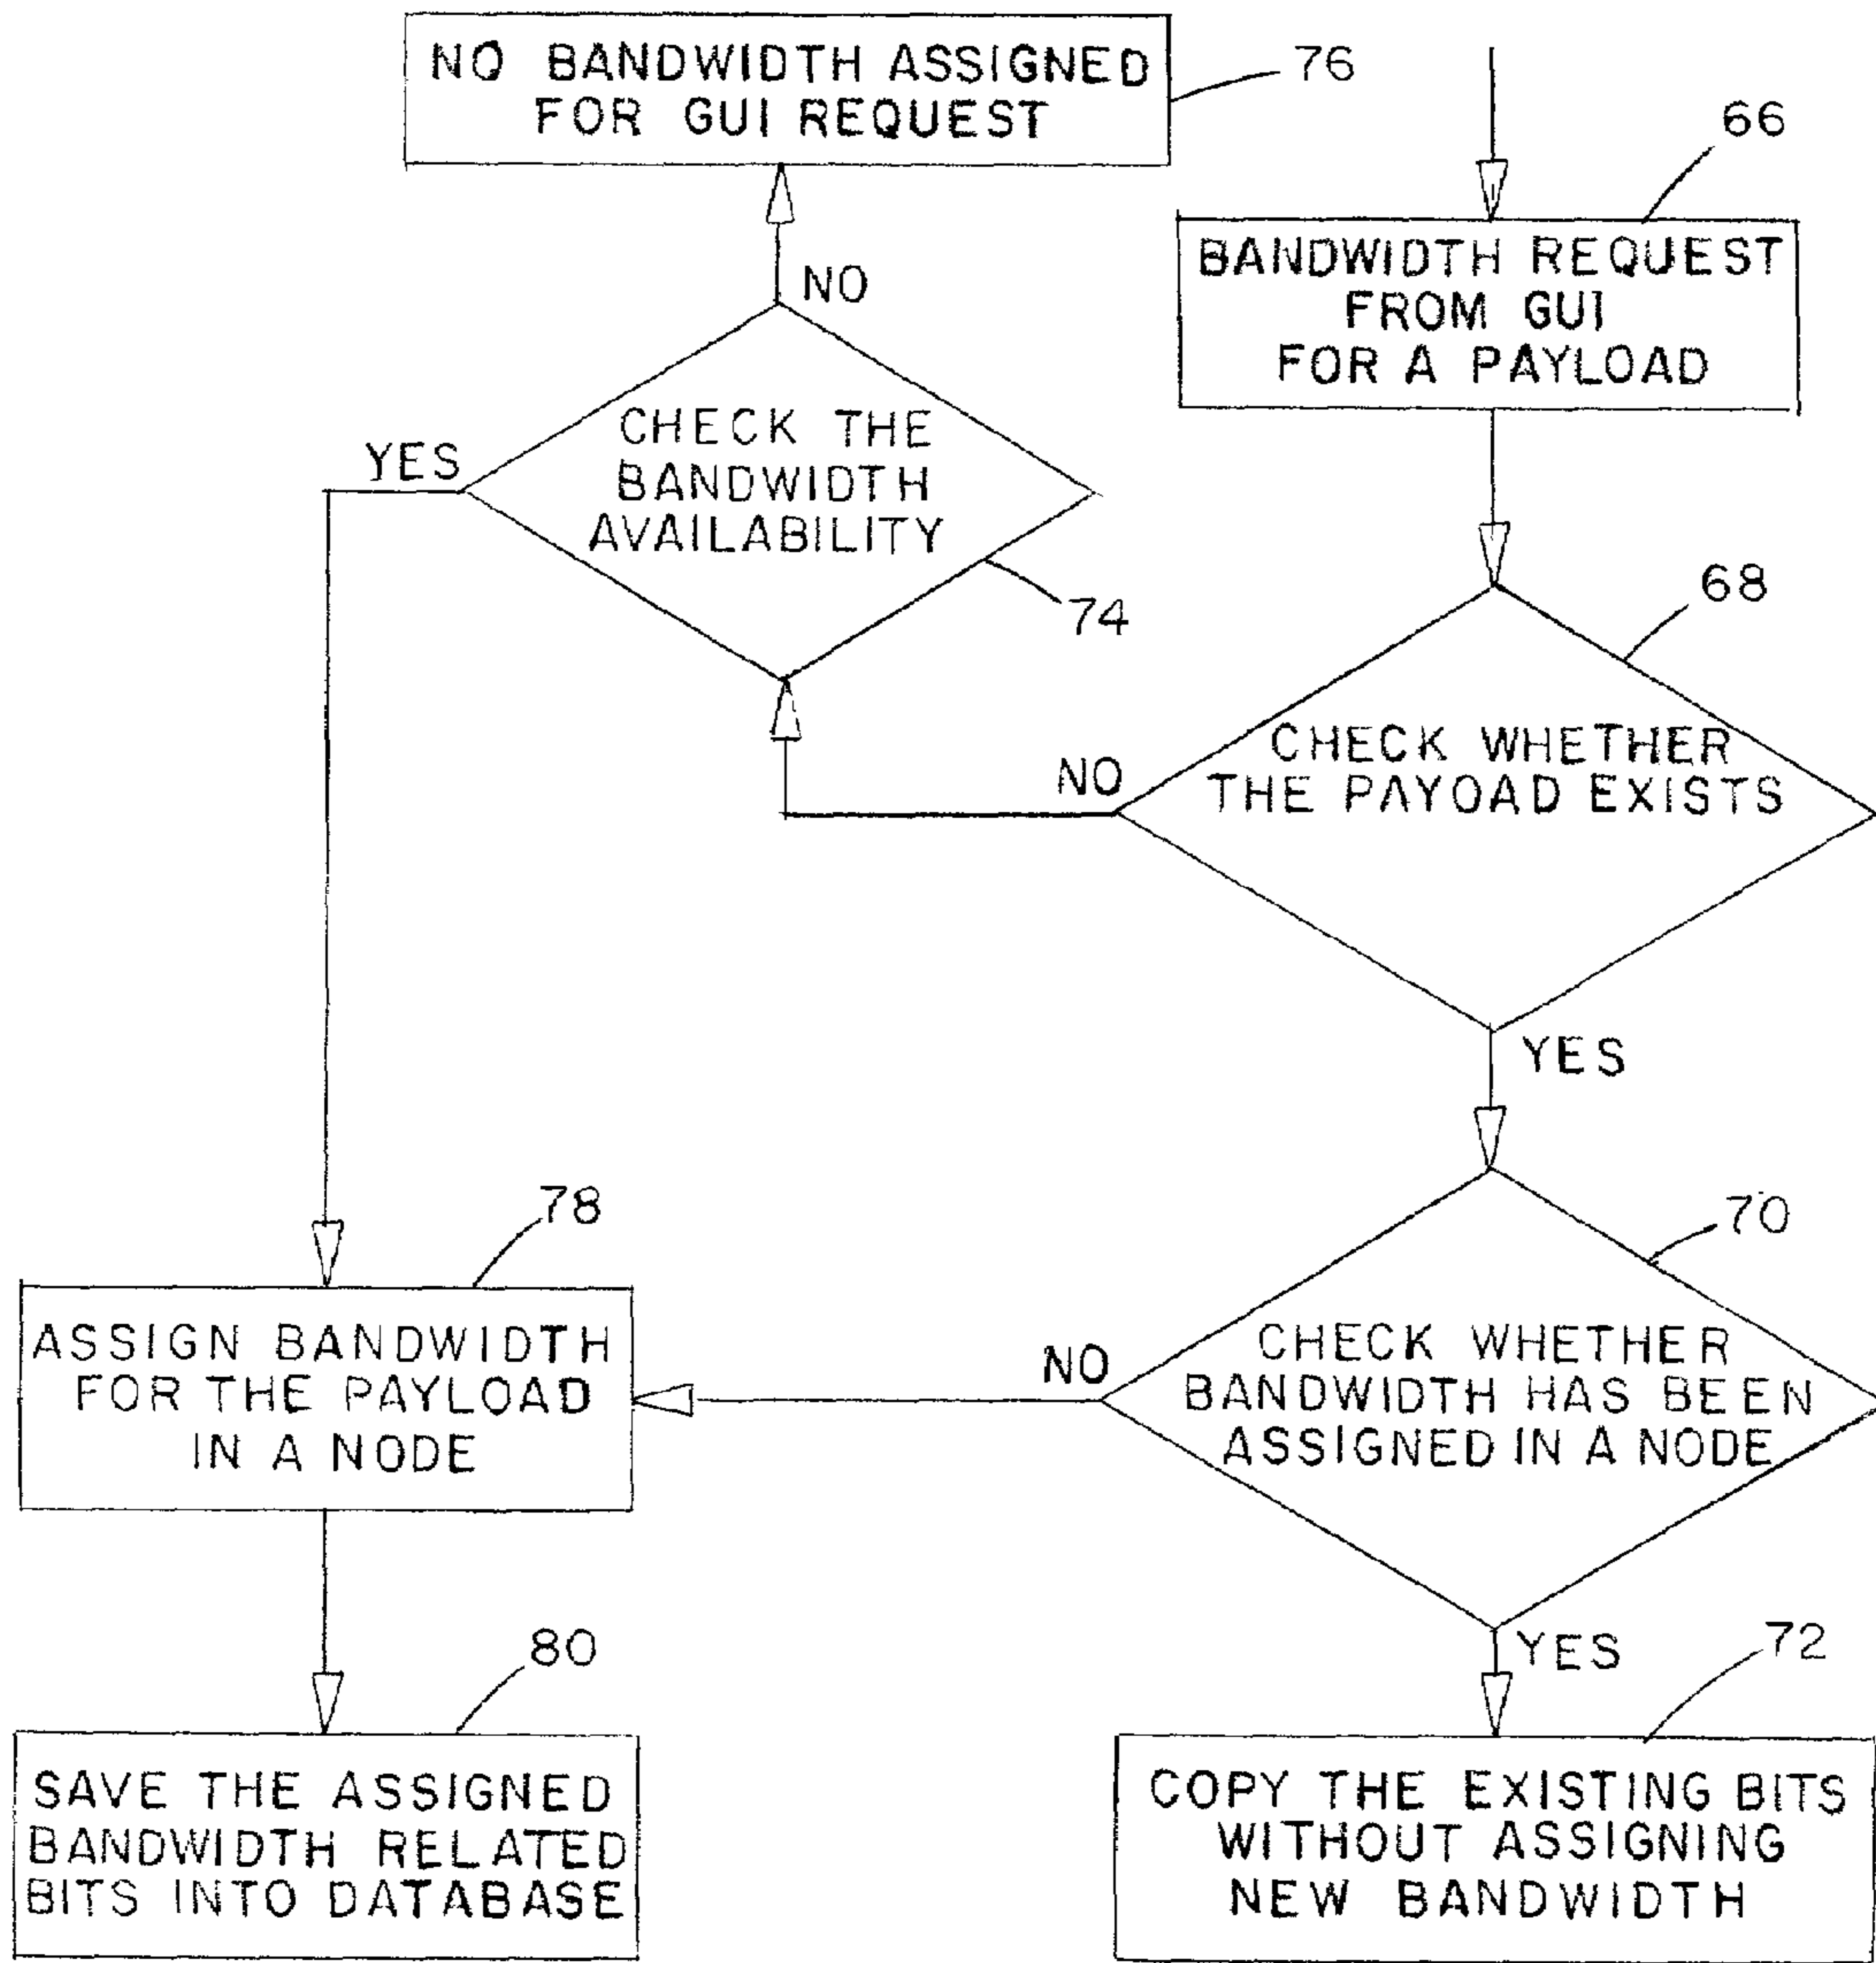 NO BANDWIDTH ASSIGNED
FOR GUI REQUEST
76
66
BANDWIDTH REQUEST
FROM GUI
FOR A PAYLOAD
NO
YES
CHECK THE
BANDWIDTH
AVAILABILITY
74
68
CHECK WHETHER
THE PAYOAD EXISTS
NO
YES
78
70
ASSIGN BANDWIDTH
FOR THE PAYLOAD
IN A NODE
NO
CHECK WHETHER
BANDWIDTH HAS BEEN
ASSIGNED IN A NODE
80
YES
72
SAVE THE ASSIGNED
BANDWIDTH RELATED
BITS INTO DATABASE
COPY THE EXISTING BITS
WITHOUT ASSIGNING
NEW BANDWIDTH